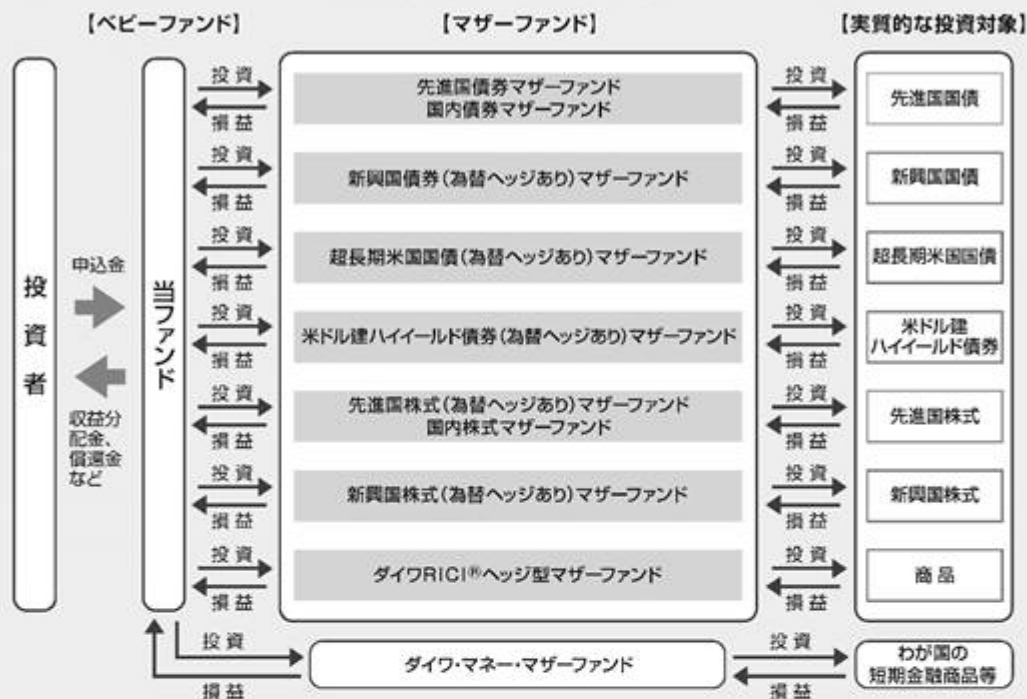 【ベビーファンド】
【マザーファンド】
【実質的な投資対象】
投資者
申込金
収益分
配金、
償還金
など
当ファンド
投資
損益
先進国債券マザーファンド
国内債券マザーファンド
投資
損益
先進国国債
投資
損益
新興国債券(為替ヘッジあり)マザーファンド
投資
損益
新興国国債
投資
損益
超長期米国国債(為替ヘッジあり)マザーファンド
投資
損益
超長期米国国債
投資
損益
米ドル建ハイイールド債券(為替ヘッジあり)マザーファンド
投資
損益
米ドル建
ハイイールド債券
投資
損益
先進国株式(為替ヘッジあり)マザーファンド
国内株式マザーファンド
投資
損益
先進国株式
投資
損益
新興国株式(為替ヘッジあり)マザーファンド
投資
損益
新興国株式
投資
損益
ダイワRICI®ヘッジ型マザーファンド
投資
損益
商品
投資
損益
ダイワ・マネー・マザーファンド
投資
損益
わが国の
短期金融商品等